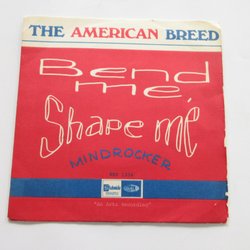 THE AMERICAN BREED
Bend
me,
Shape me
MINDROCKER
"An Acta Recording"